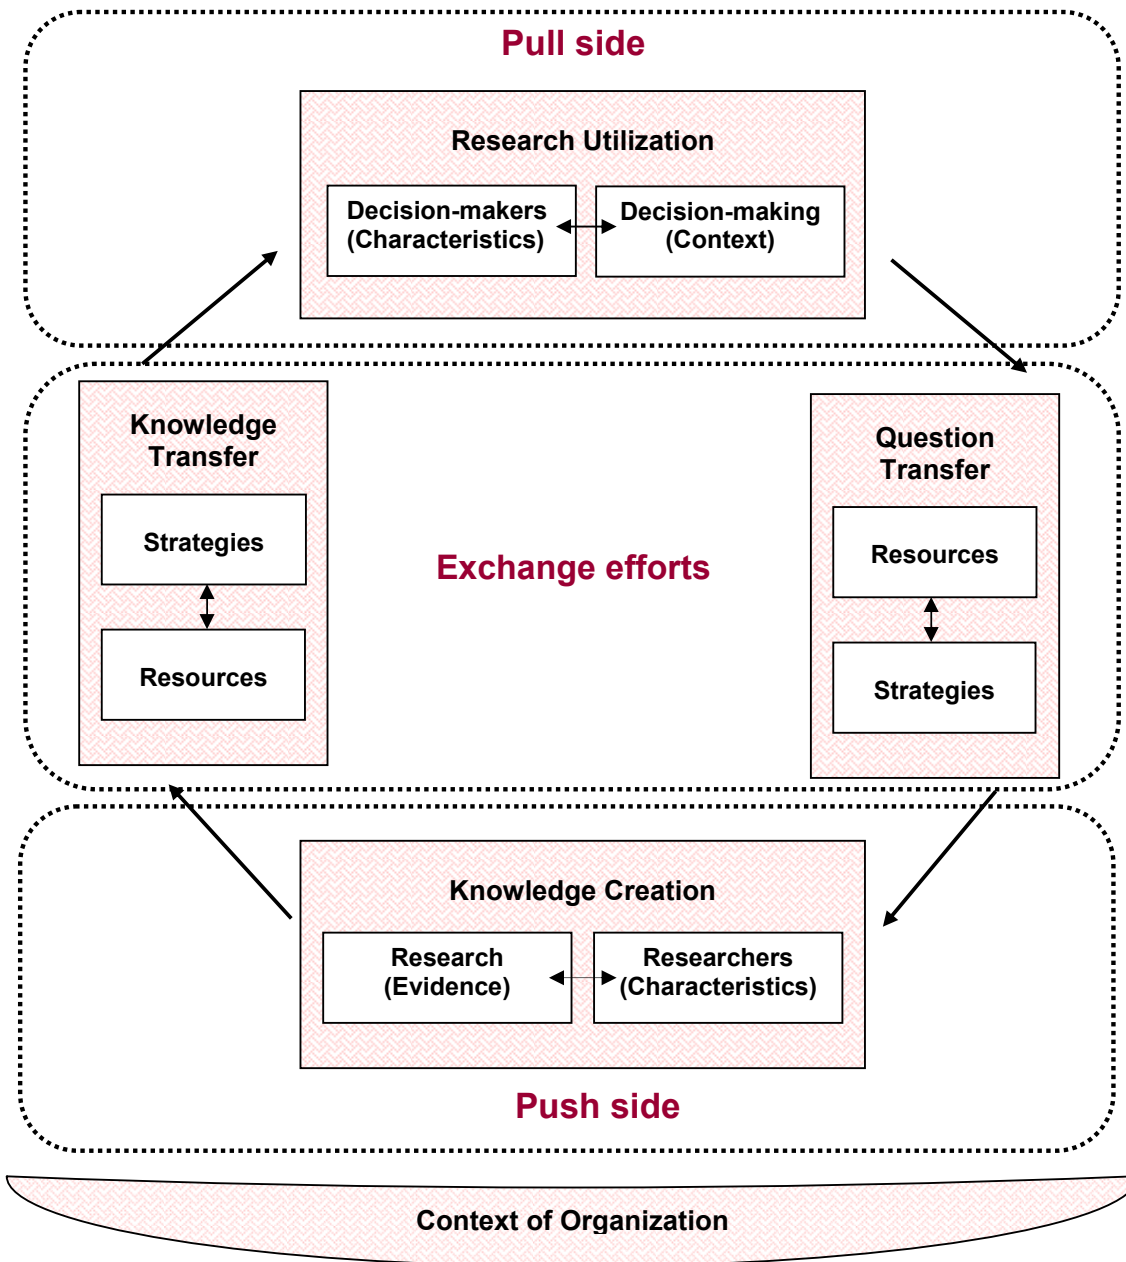 Pull side
Research Utilization
Decision-makers
(Characteristics)
Decision-making
(Context)
Knowledge
Transfer
Strategies
Resources
Exchange efforts
Question
Transfer
Resources
Strategies
Knowledge Creation
Research
(Evidence)
Researchers
(Characteristics)
Push side
Context of Organization